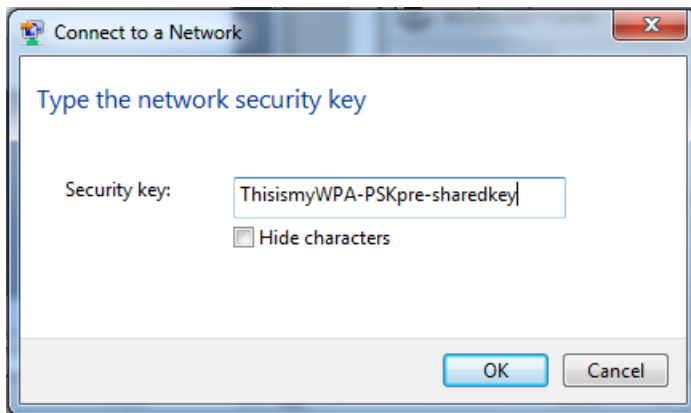 Connect to a Network
Type the network security key
Security key: ThisismyWPA-PSKpre-sharedkey
Hide characters
OK Cancel